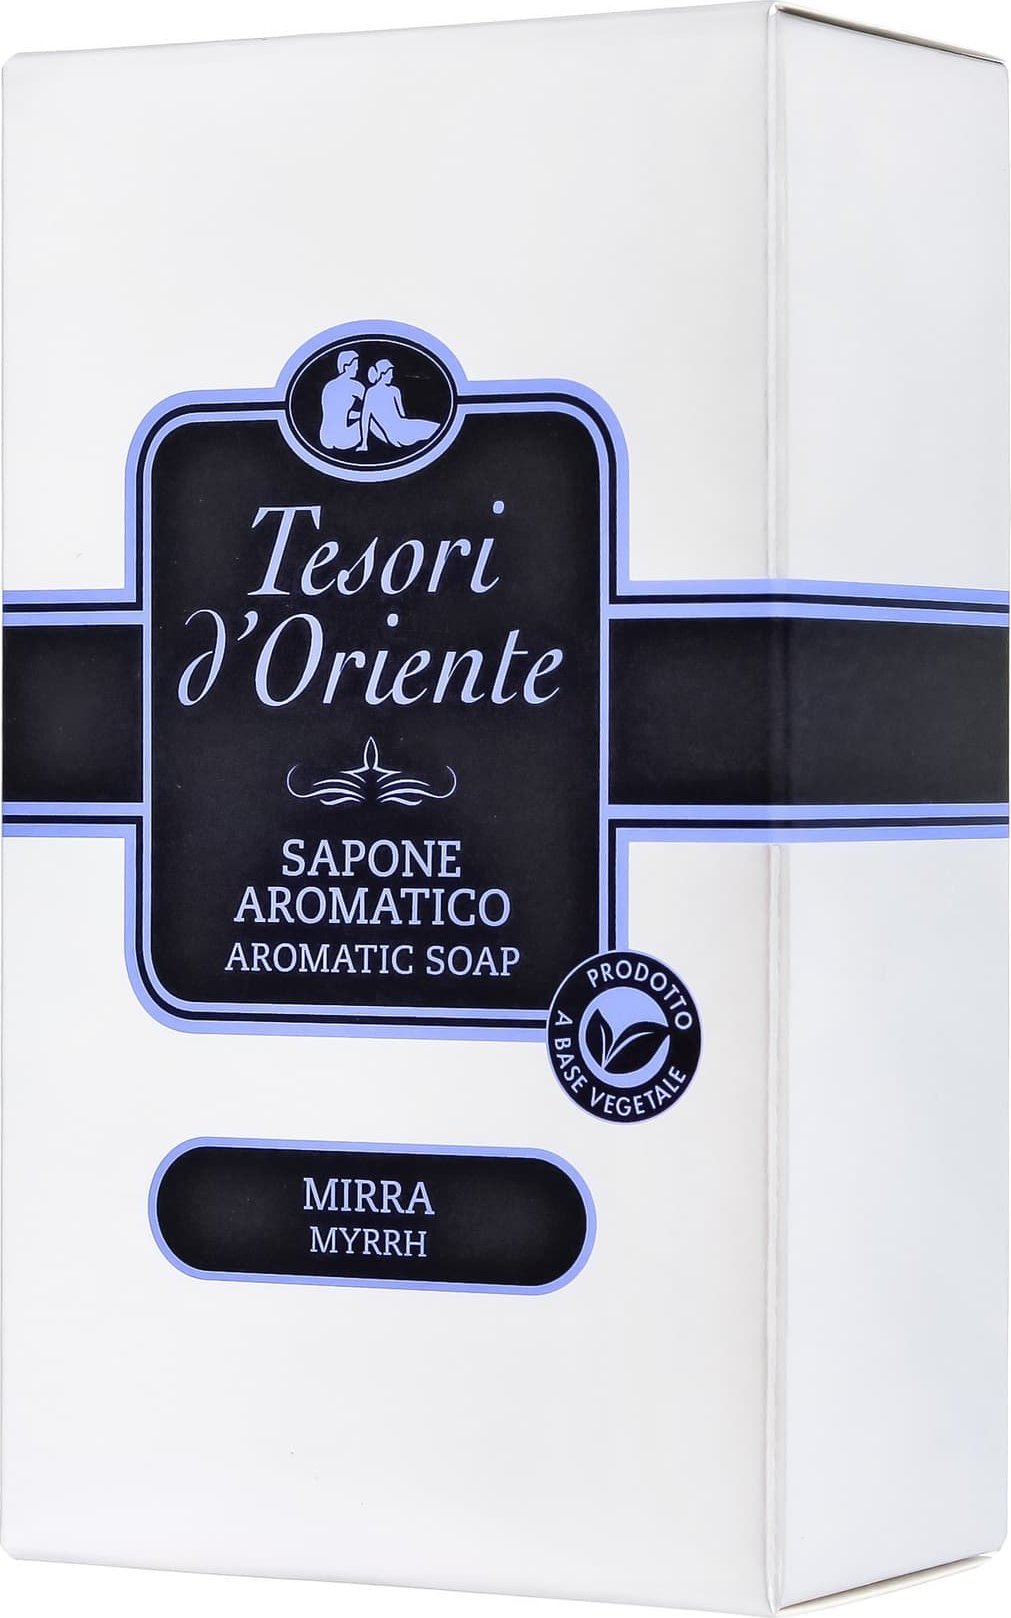 Tesori
d'Oriente
SAPONE
AROMATICO
AROMATIC SOAP
PRODOTTO
A BASE VEGETALE
MIRRA
MYRRH